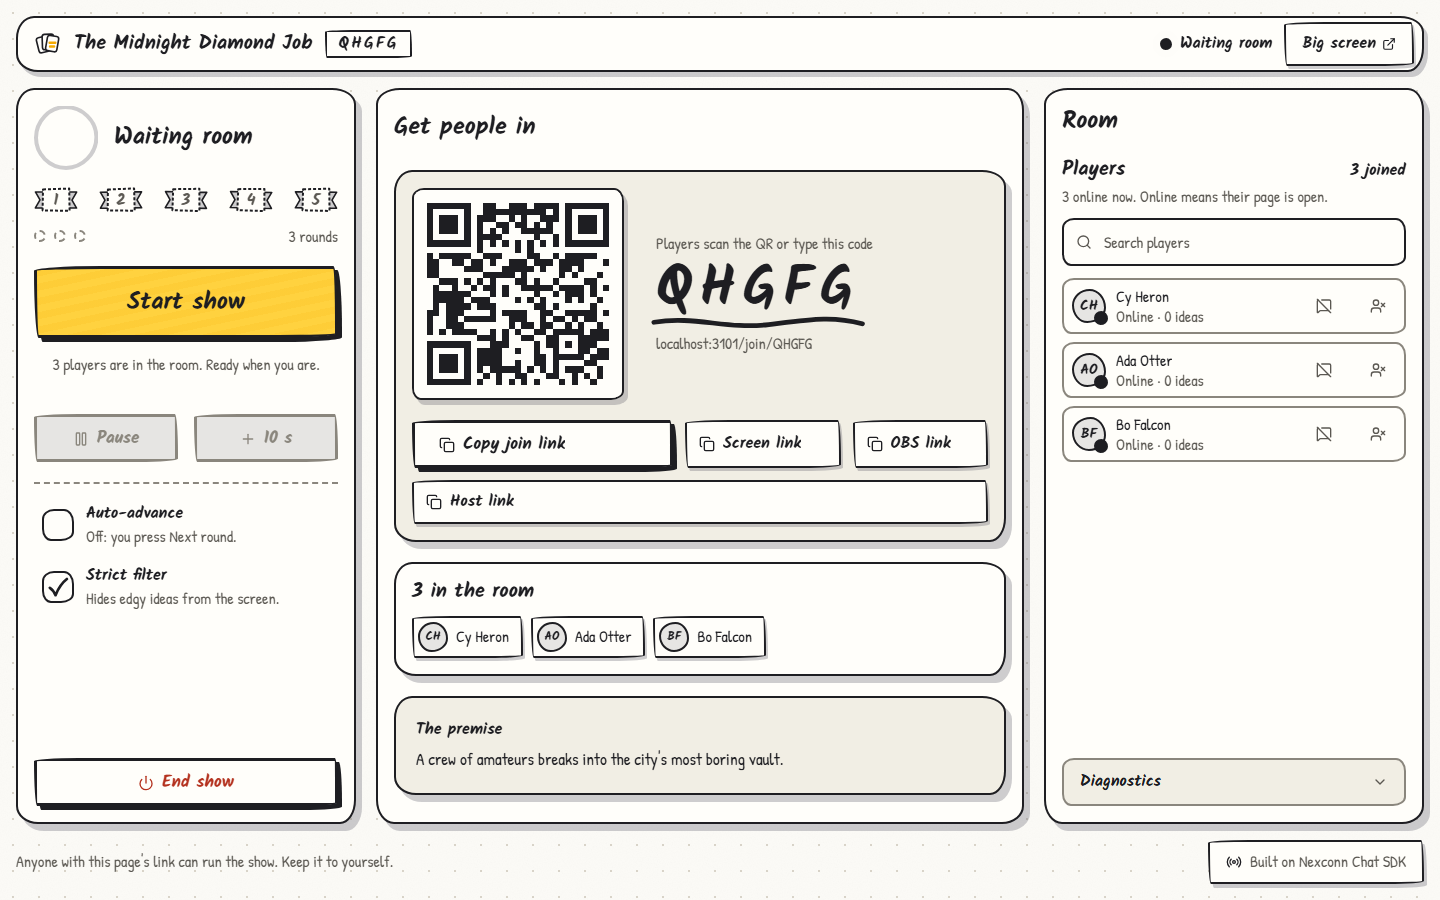 The Midnight Diamond Job
QHGFG
Waiting room
Big screen
Waiting room
1 2 3 4 5
3 rounds
Start show
3 players are in the room. Ready when you are.
Pause
+ 10 s
Auto-advance
Off: you press Next round.
Strict filter
Hides edgy ideas from the screen.
End show
Get people in
Players scan the QR or type this code
QHGFG
localhost:3101/join/QHGFG
Copy join link
Screen link
OBS link
Host link
3 in the room
CH Cy Heron
AO Ada Otter
BF Bo Falcon
The premise
A crew of amateurs breaks into the city's most boring vault.
Room
Players
3 joined
3 online now. Online means their page is open.
Search players
CH
Cy Heron
Online · 0 ideas
AO
Ada Otter
Online · 0 ideas
BF
Bo Falcon
Online · 0 ideas
Diagnostics
Anyone with this page's link can run the show. Keep it to yourself.
Built on Nexconn Chat SDK